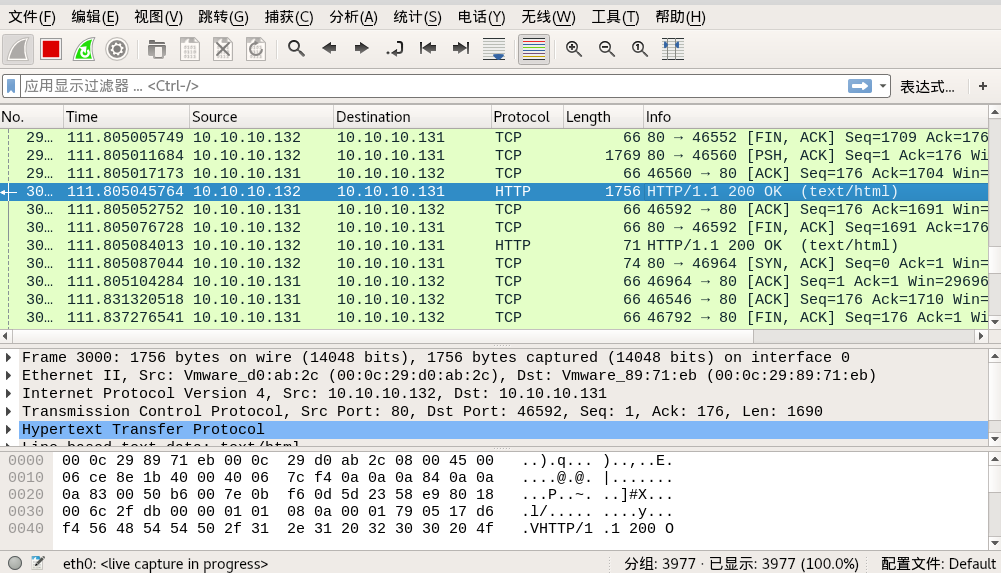 文件(F) 编辑(E) 视图(V) 跳转(G) 捕获(C) 分析(A) 统计(S) 电话(Y) 无线(W) 工具(T) 帮助(H)
应用显示过滤器 … <Ctrl-/> 表达式… +
No. Time Source Destination Protocol Length Info
29… 111.805005749 10.10.10.132 10.10.10.131 TCP 66 80 → 46552 [FIN, ACK] Seq=1709 Ack=176
29… 111.805011684 10.10.10.132 10.10.10.131 TCP 1769 80 → 46560 [PSH, ACK] Seq=1 Ack=176 Wi
29… 111.805017173 10.10.10.131 10.10.10.132 TCP 66 46560 → 80 [ACK] Seq=176 Ack=1704 Win=
30… 111.805045764 10.10.10.132 10.10.10.131 HTTP 1756 HTTP/1.1 200 OK (text/html)
30… 111.805052752 10.10.10.131 10.10.10.132 TCP 66 46592 → 80 [ACK] Seq=176 Ack=1691 Win=
30… 111.805076728 10.10.10.132 10.10.10.131 TCP 66 80 → 46592 [FIN, ACK] Seq=1691 Ack=176
30… 111.805084013 10.10.10.132 10.10.10.131 HTTP 71 HTTP/1.1 200 OK (text/html)
30… 111.805087044 10.10.10.132 10.10.10.131 TCP 74 80 → 46964 [SYN, ACK] Seq=0 Ack=1 Win=
30… 111.805104284 10.10.10.131 10.10.10.132 TCP 66 46964 → 80 [ACK] Seq=1 Ack=1 Win=29696
30… 111.831320518 10.10.10.131 10.10.10.132 TCP 66 46546 → 80 [ACK] Seq=176 Ack=1710 Win=
30… 111.837276541 10.10.10.131 10.10.10.132 TCP 66 46792 → 80 [FIN, ACK] Seq=176 Ack=1 Wi
Frame 3000: 1756 bytes on wire (14048 bits), 1756 bytes captured (14048 bits) on interface 0
Ethernet II, Src: Vmware_d0:ab:2c (00:0c:29:d0:ab:2c), Dst: Vmware_89:71:eb (00:0c:29:89:71:eb)
Internet Protocol Version 4, Src: 10.10.10.132, Dst: 10.10.10.131
Transmission Control Protocol, Src Port: 80, Dst Port: 46592, Seq: 1, Ack: 176, Len: 1690
Hypertext Transfer Protocol
Line-based text data: text/html
0000 00 0c 29 89 71 eb 00 0c 29 d0 ab 2c 08 00 45 00 ..).q... )..,..E.
0010 06 ce 8e 1b 40 00 40 06 7c f4 0a 0a 0a 84 0a 0a ....@.@. |.......
0020 0a 83 00 50 b6 00 7e 0b f6 0d 5d 23 58 e9 80 18 ...P..~. ..]#X...
0030 00 6c 2f db 00 00 01 01 08 0a 00 01 79 05 17 d6 .l/..... ....y...
0040 f4 56 48 54 54 50 2f 31 2e 31 20 32 30 30 20 4f .VHTTP/1 .1 200 O
eth0: <live capture in progress> 分组: 3977 · 已显示: 3977 (100.0%) 配置文件: Default